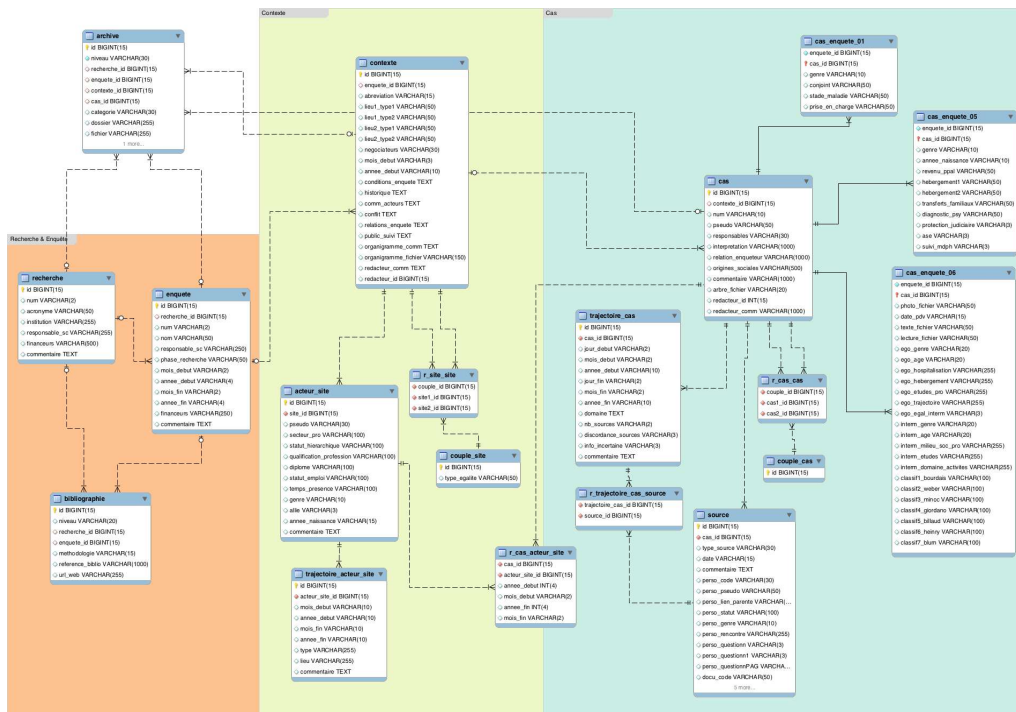 Contexte
Cas
Recherche & Enquête
archive
id BIGINT(15)
niveau VARCHAR(30)
recherche_id BIGINT(15)
enquete_id BIGINT(15)
contexte_id BIGINT(15)
cas_id BIGINT(15)
categorie VARCHAR(30)
dossier VARCHAR(255)
fichier VARCHAR(255)
1 more...
recherche
id BIGINT(15)
num VARCHAR(2)
acronyme VARCHAR(50)
institution VARCHAR(255)
responsable_sc VARCHAR(255)
financeurs VARCHAR(500)
commentaire TEXT
enquete
id BIGINT(15)
recherche_id BIGINT(15)
num VARCHAR(2)
nom VARCHAR(50)
responsable_sc VARCHAR(250)
phase_recherche VARCHAR(50)
mois_debut VARCHAR(2)
annee_debut VARCHAR(4)
mois_fin VARCHAR(2)
annee_fin VARCHAR(4)
financeurs VARCHAR(250)
commentaire TEXT
bibliographie
id BIGINT(15)
niveau VARCHAR(20)
recherche_id BIGINT(15)
enquete_id BIGINT(15)
methodologie VARCHAR(15)
reference_biblio VARCHAR(1000)
url_web VARCHAR(255)
contexte
id BIGINT(15)
enquete_id BIGINT(15)
abreviation VARCHAR(15)
lieu1_type1 VARCHAR(50)
lieu1_type2 VARCHAR(50)
lieu2_type1 VARCHAR(50)
lieu2_type2 VARCHAR(50)
negociateurs VARCHAR(30)
mois_debut VARCHAR(3)
annee_debut VARCHAR(10)
conditions_enquete TEXT
historique TEXT
comm_acteurs TEXT
conflit TEXT
relations_enquete TEXT
public_suivi TEXT
organigramme_comm TEXT
organigramme_fichier VARCHAR(150)
redacteur_comm TEXT
redacteur_id BIGINT(15)
acteur_site
id BIGINT(15)
site_id BIGINT(15)
pseudo VARCHAR(30)
secteur_pro VARCHAR(100)
statut_hierarchique VARCHAR(100)
qualification_profession VARCHAR(100)
diplome VARCHAR(100)
statut_emploi VARCHAR(100)
temps_presence VARCHAR(100)
genre VARCHAR(10)
allie VARCHAR(3)
annee_naissance VARCHAR(15)
commentaire TEXT
r_site_site
couple_id BIGINT(15)
site1_id BIGINT(15)
site2_id BIGINT(15)
couple_site
id BIGINT(15)
type_egalite VARCHAR(50)
trajectoire_acteur_site
id BIGINT(15)
acteur_site_id BIGINT(15)
mois_debut VARCHAR(10)
annee_debut VARCHAR(10)
mois_fin VARCHAR(10)
annee_fin VARCHAR(10)
type VARCHAR(255)
lieu VARCHAR(255)
commentaire TEXT
r_cas_acteur_site
cas_id BIGINT(15)
acteur_site_id BIGINT(15)
annee_debut INT(4)
mois_debut VARCHAR(2)
annee_fin INT(4)
mois_fin VARCHAR(2)
trajectoire_cas
id BIGINT(15)
cas_id BIGINT(15)
jour_debut VARCHAR(2)
mois_debut VARCHAR(2)
annee_debut VARCHAR(10)
jour_fin VARCHAR(2)
mois_fin VARCHAR(2)
annee_fin VARCHAR(10)
domaine TEXT
nb_sources VARCHAR(2)
discordance_sources VARCHAR(3)
info_incertaine VARCHAR(3)
commentaire TEXT
r_trajectoire_cas_source
trajectoire_cas_id BIGINT(15)
source_id BIGINT(15)
cas
id BIGINT(15)
contexte_id BIGINT(15)
num VARCHAR(10)
pseudo VARCHAR(50)
responsables VARCHAR(30)
interpretation VARCHAR(1000)
relation_enqueteur VARCHAR(1000)
origines_sociales VARCHAR(500)
commentaire VARCHAR(1000)
arbre_fichier VARCHAR(20)
redacteur_id INT(15)
redacteur_comm VARCHAR(1000)
r_cas_cas
couple_id BIGINT(15)
cas1_id BIGINT(15)
cas2_id BIGINT(15)
couple_cas
id BIGINT(15)
source
id BIGINT(15)
cas_id BIGINT(15)
type_source VARCHAR(30)
date VARCHAR(15)
commentaire TEXT
perso_code VARCHAR(30)
perso_pseudo VARCHAR(50)
perso_lien_parente VARCHAR(...
perso_statut VARCHAR(100)
perso_genre VARCHAR(10)
perso_rencontre VARCHAR(255)
perso_questionn VARCHAR(3)
perso_questionn1 VARCHAR(3)
perso_questionnPAG VARCHA...
docu_code VARCHAR(50)
5 more...
cas_enquete_01
enquete_id BIGINT(15)
cas_id BIGINT(15)
genre VARCHAR(10)
conjoint VARCHAR(50)
stade_maladie VARCHAR(50)
prise_en_charge VARCHAR(50)
cas_enquete_05
enquete_id BIGINT(15)
cas_id BIGINT(15)
genre VARCHAR(10)
annee_naissance VARCHAR(10)
revenu_ppal VARCHAR(50)
hebergement1 VARCHAR(50)
hebergement2 VARCHAR(50)
transferts_familiaux VARCHAR(50)
diagnostic_psy VARCHAR(50)
protection_judiciaire VARCHAR(3)
ase VARCHAR(3)
suivi_mdph VARCHAR(3)
cas_enquete_06
enquete_id BIGINT(15)
cas_id BIGINT(15)
photo_fichier VARCHAR(50)
date_pdv VARCHAR(15)
texte_fichier VARCHAR(50)
lecture_fichier VARCHAR(50)
ego_genre VARCHAR(20)
ego_age VARCHAR(20)
ego_hospitalisation VARCHAR(255)
ego_hebergement VARCHAR(255)
ego_etudes_pro VARCHAR(255)
ego_trajectoire VARCHAR(255)
ego_egal_interm VARCHAR(3)
interm_genre VARCHAR(20)
interm_age VARCHAR(20)
interm_milieu_soc_pro VARCHAR(255)
interm_etudes VARCHAR(255)
interm_domaine_activites VARCHAR(255)
classif1_bourdais VARCHAR(100)
classif2_weber VARCHAR(100)
classif3_minoc VARCHAR(100)
classif4_giordano VARCHAR(100)
classif5_billaud VARCHAR(100)
classif6_heinry VARCHAR(100)
classif7_blum VARCHAR(100)